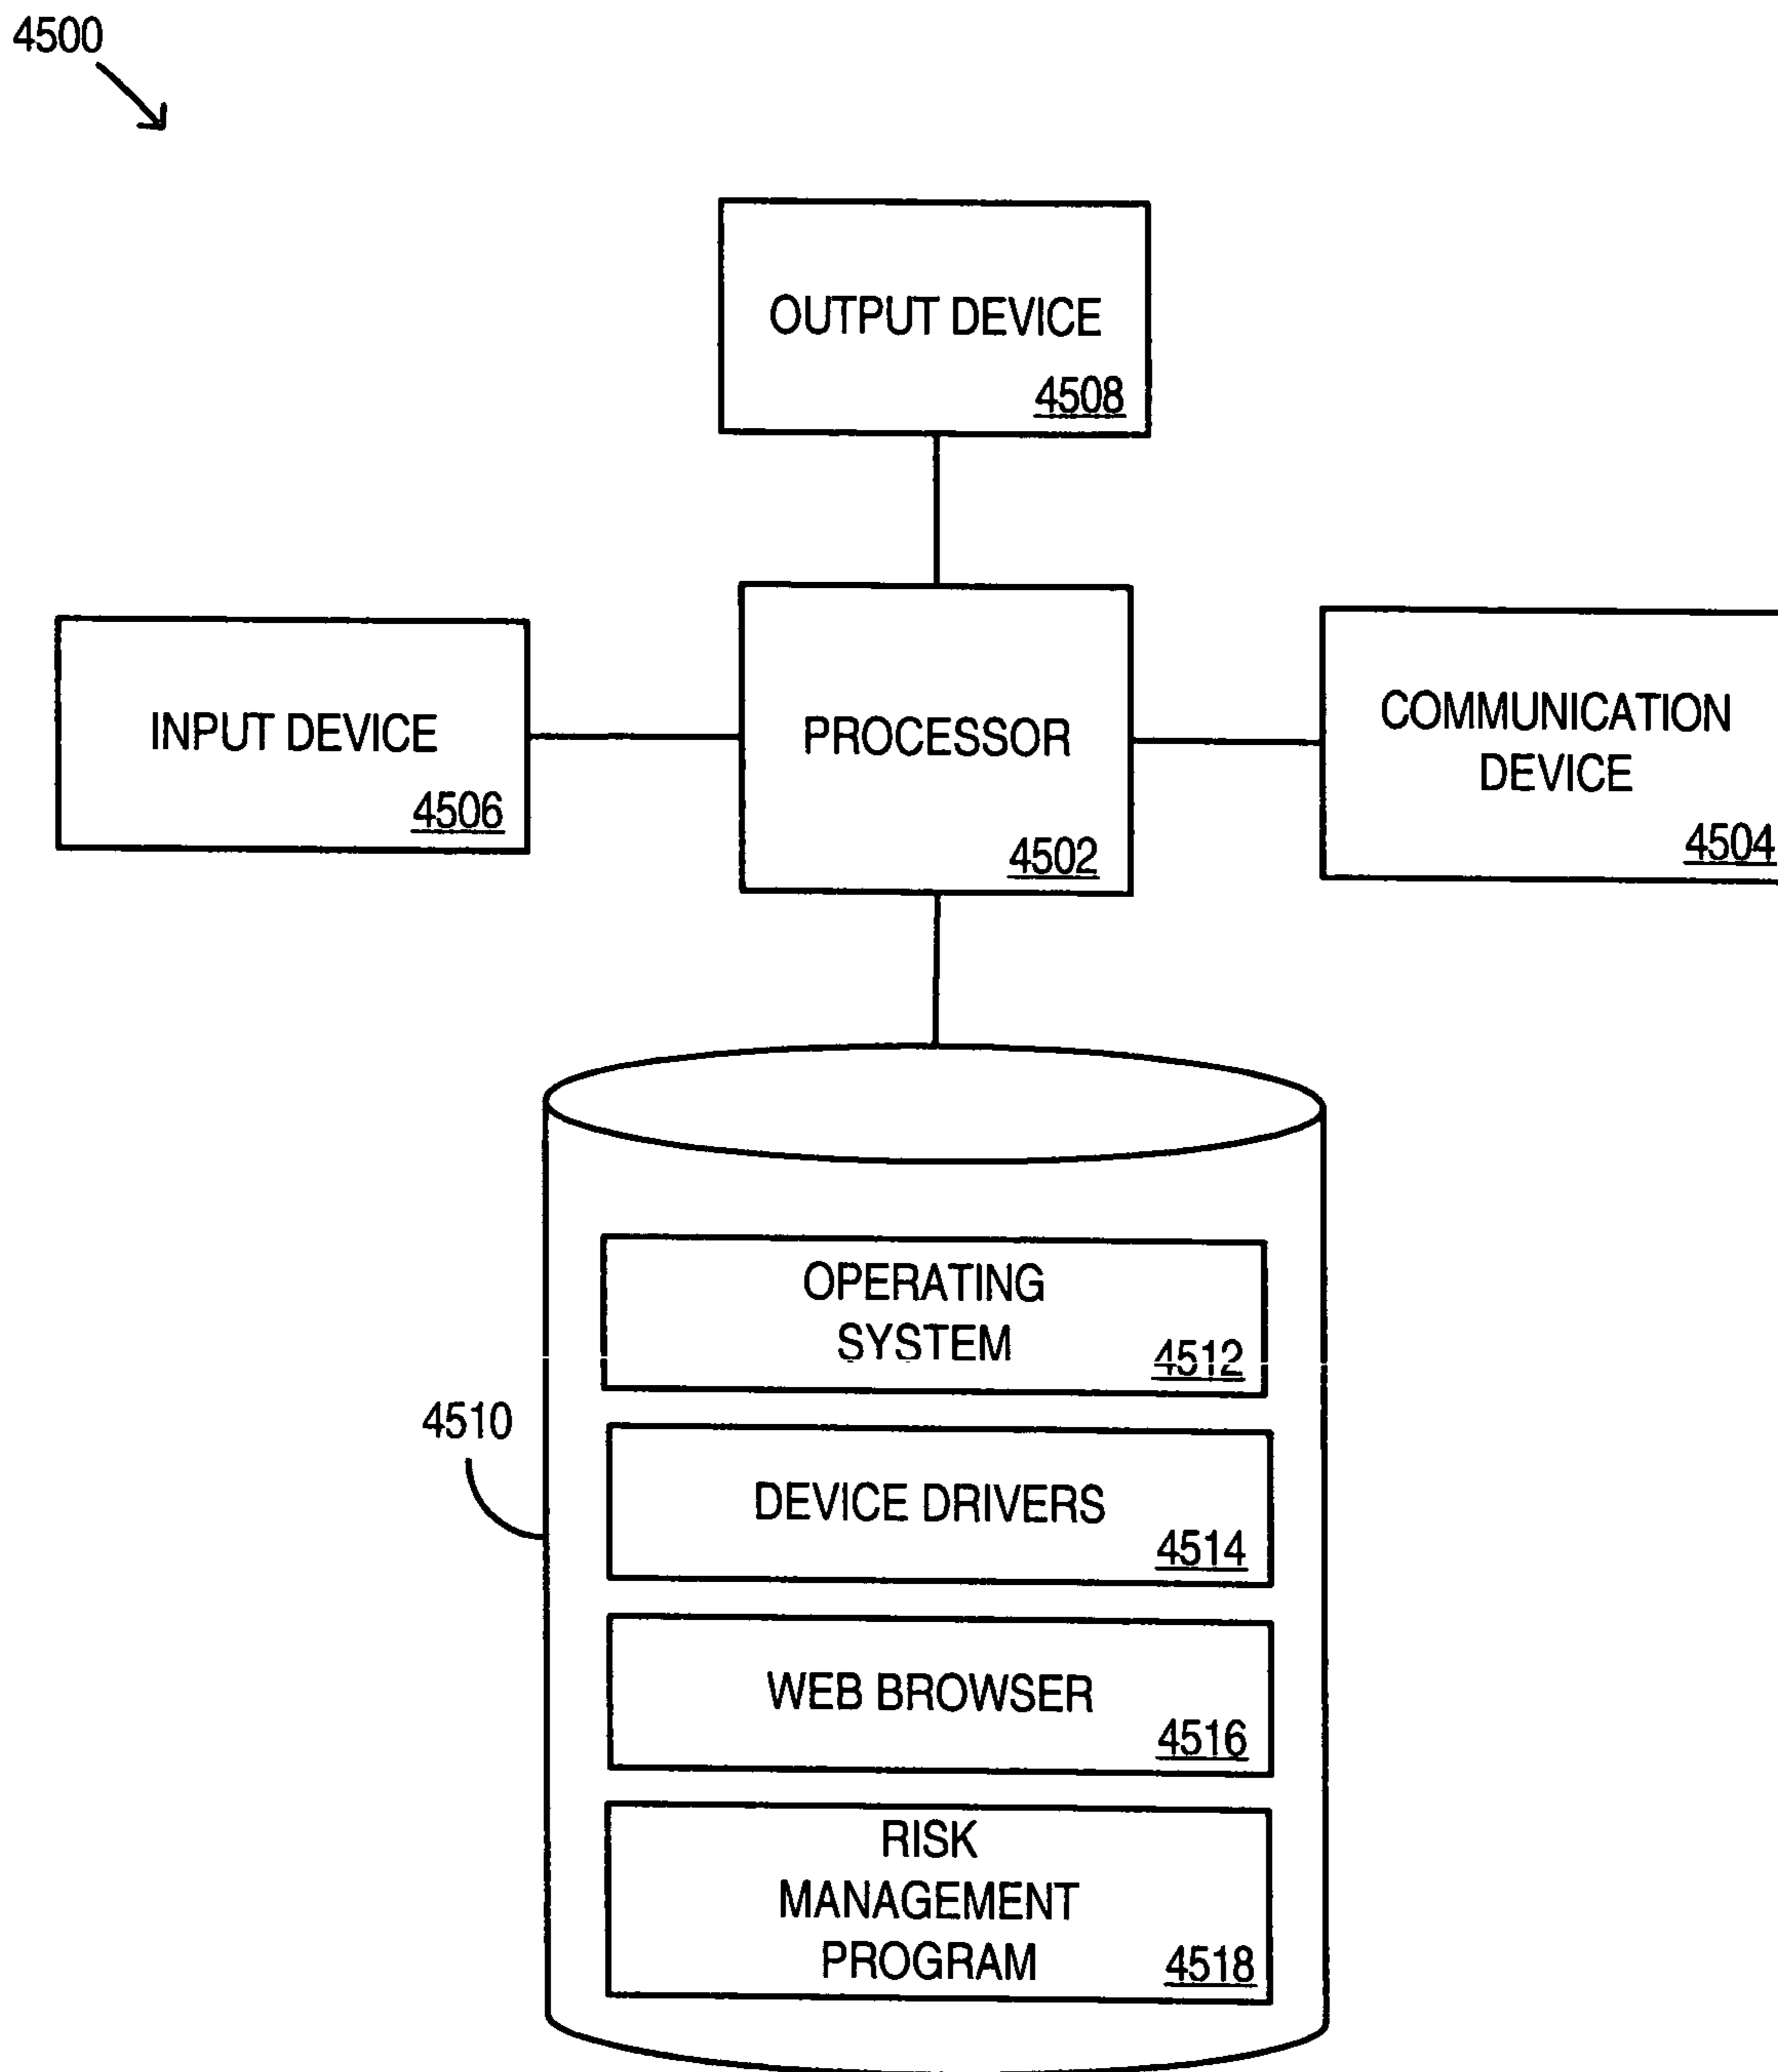 4500
OUTPUT DEVICE
4508
INPUT DEVICE
4506
PROCESSOR
4502
COMMUNICATION
DEVICE
4504
OPERATING
SYSTEM
4512
4510
DEVICE DRIVERS
4514
WEB BROWSER
4516
RISK
MANAGEMENT
PROGRAM
4518